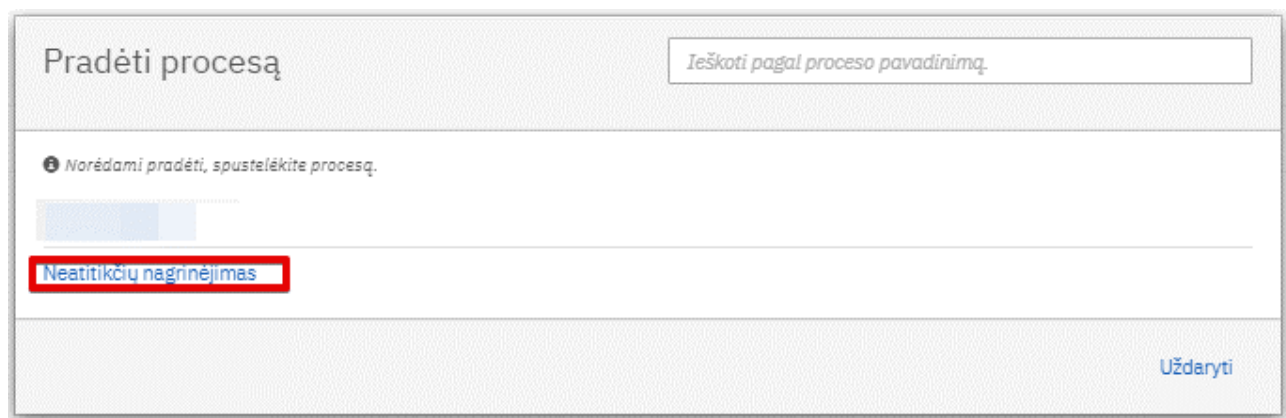 Pradėti procesą
Ieškoti pagal proceso pavadinimą.
Norėdami pradėti, spustelėkite procesą.
Neatitikčių nagrinėjimas
Uždaryti